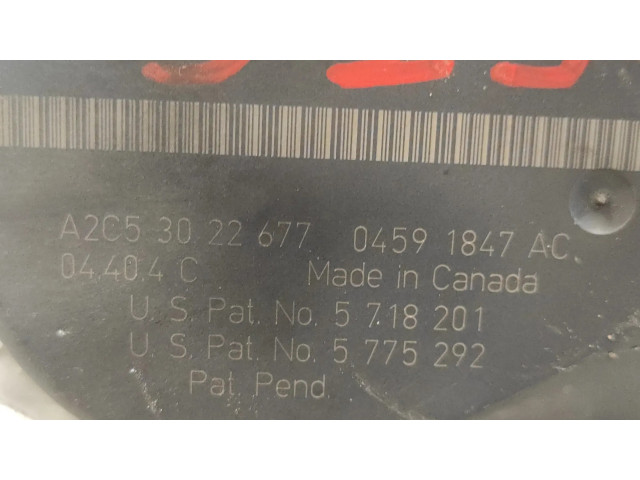 A2C5 30 22 677 0459 1847 AC
04.40.4 C Made in Canada
U. S. Pat. No. 5 718 201
U. S. Pat. No. 5 775 292
Pat. Pend.